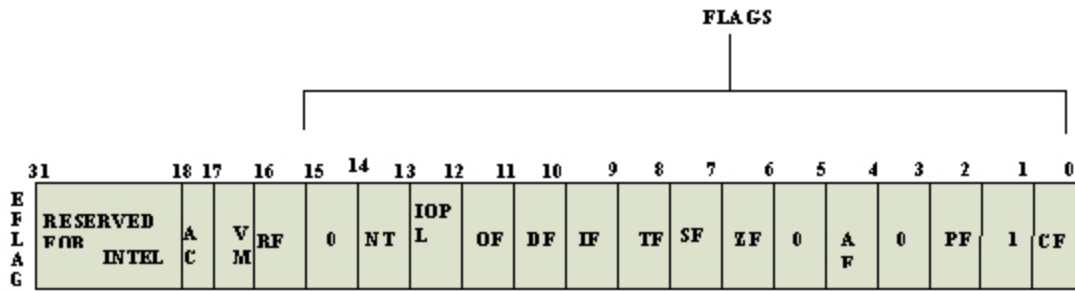 FLAGS
31 18 17 16 15 14 13 12 11 10 9 8 7 6 5 4 3 2 1 0
EFLAG
RESERVED
FOR
INTEL
AC
VM
RF
0
NT
IOP
L
OF
DF
IF
TF
SF
ZF
0
AF
0
PF
1
CF